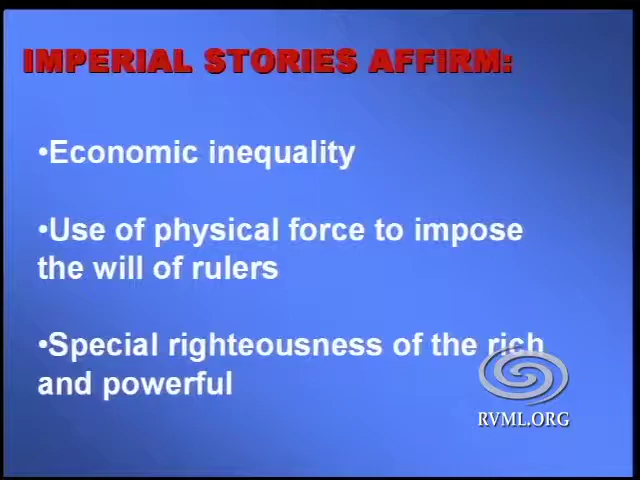 IMPERIAL STORIES AFFIRM:
•Economic inequality
•Use of physical force to impose
the will of rulers
•Special righteousness of the rich
and powerful
RVML.ORG